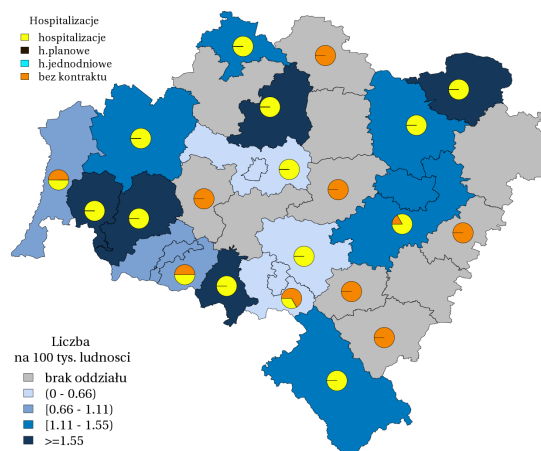 Hospitalizacje
hospitalizacje
h.planowe
h.jednodniowe
bez kontraktu
Liczba
na 100 tys. ludnosci
brak oddziału
(0 - 0.66)
[0.66 - 1.11)
[1.11 - 1.55)
>=1.55